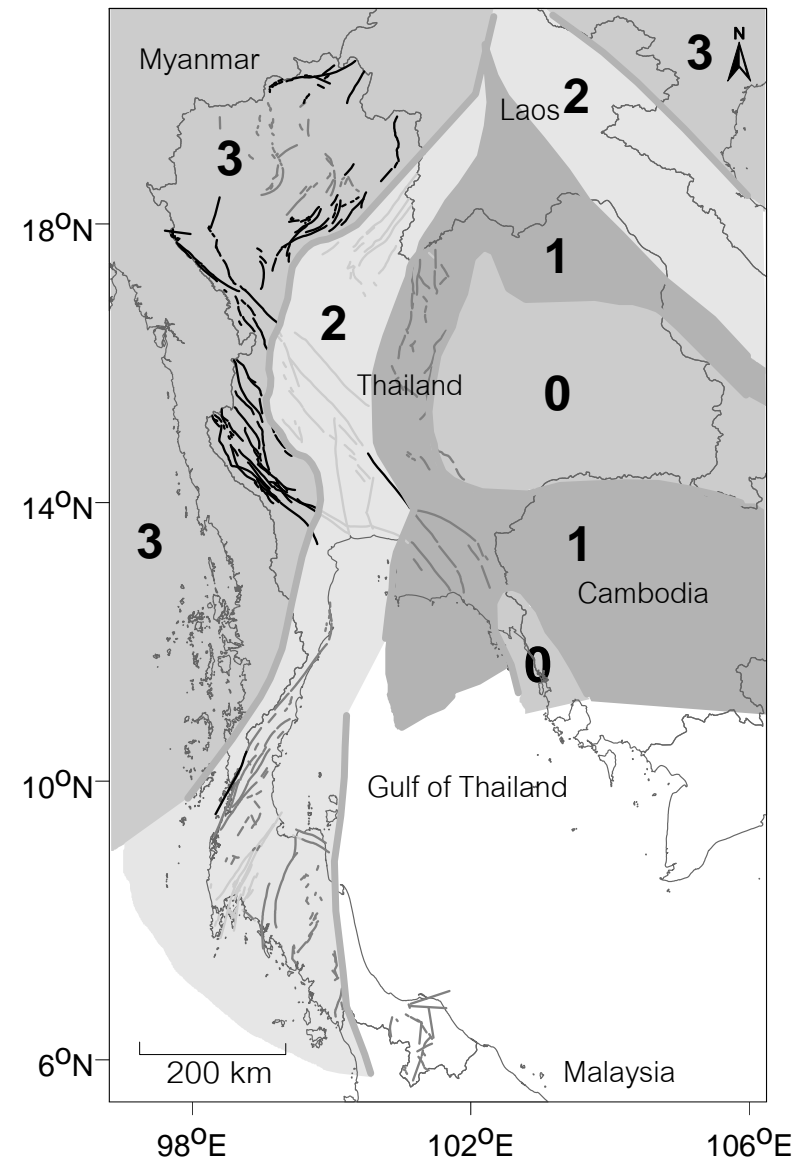 N
3
Myanmar
2
Laos
3
18°N
1
2
Thailand
0
14°N
3
1
Cambodia
0
10°N
Gulf of Thailand
6°N
200 km
Malaysia
98°E
102°E
106°E